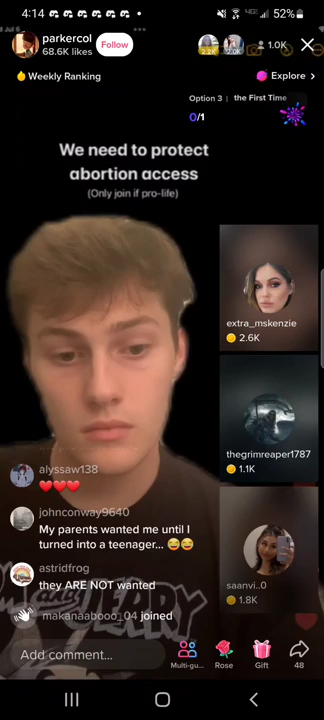 4:14
52%
parkercol
68.6K likes
Follow
1.0K
Weekly Ranking
Explore >
Option 3 | the First Time
0/1
We need to protect
abortion access
(Only join if pro-life)
extra_mskenzie
2.6K
thegrimreaper1787
1.1K
saanvi..0
1.8K
alyssaw138
johnconway9640
My parents wanted me until I
turned into a teenager... 😂😂
astridfrog
they ARE NOT wanted
makanaabooo_04 joined
Add comment...
Multi-gu...
Rose
Gift
48